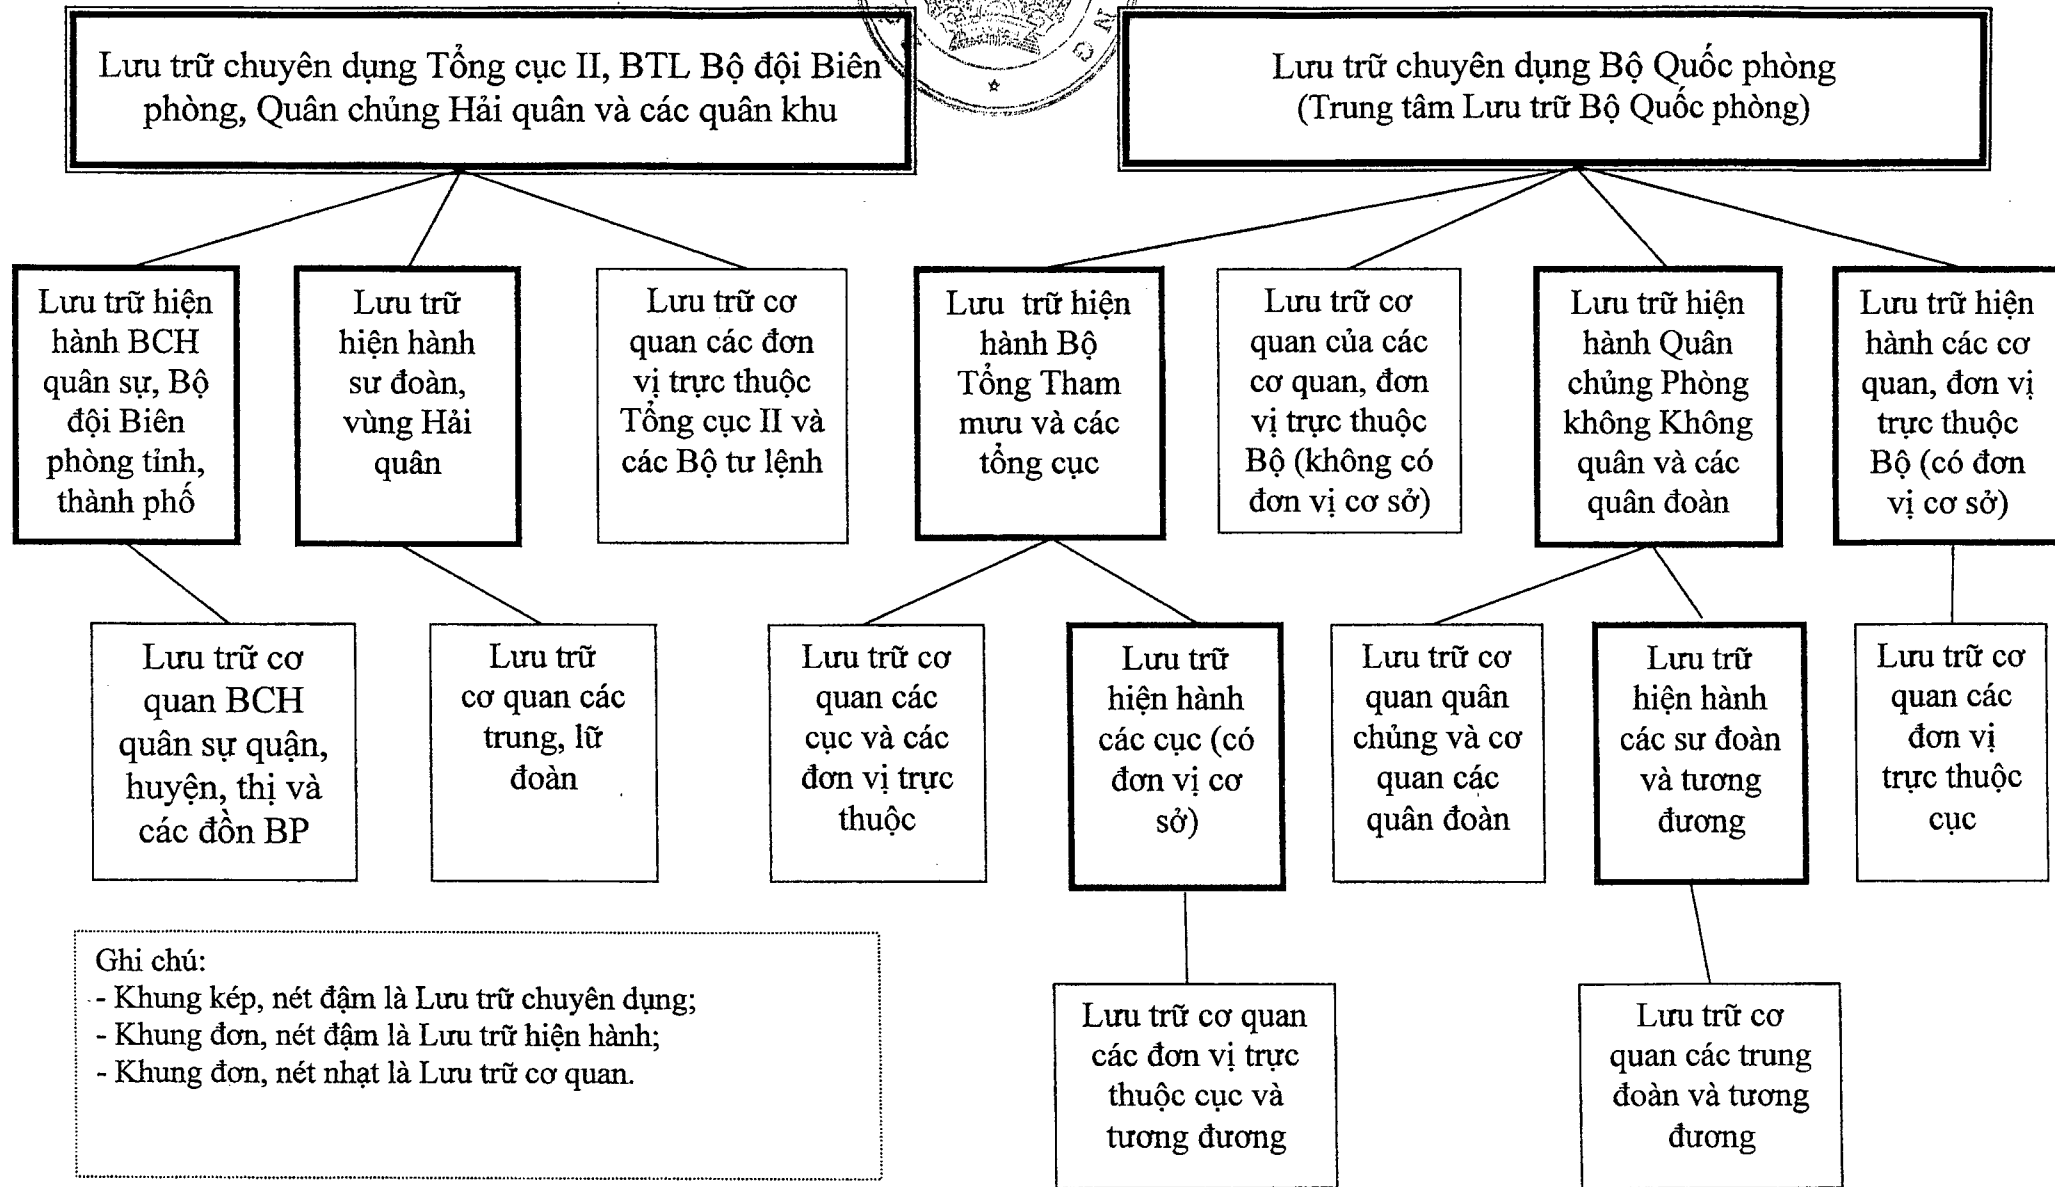 Lưu trữ chuyên dụng Tổng cục II, BTL Bộ đội Biên
phòng, Quân chủng Hải quân và các quân khu
Lưu trữ chuyên dụng Bộ Quốc phòng
(Trung tâm Lưu trữ Bộ Quốc phòng)
Lưu trữ hiện
hành BCH
quân sự, Bộ
đội Biên
phòng tỉnh,
thành phố
Lưu trữ
hiện hành
sư đoàn,
vùng Hải
quân
Lưu trữ cơ
quan các đơn
vị trực thuộc
Tổng cục II và
các Bộ tư lệnh
Lưu trữ hiện
hành Bộ
Tổng Tham
mưu và các
tổng cục
Lưu trữ cơ
quan của các
cơ quan, đơn
vị trực thuộc
Bộ (không có
đơn vị cơ sở)
Lưu trữ hiện
hành Quân
chủng Phòng
không Không
quân và các
quân đoàn
Lưu trữ hiện
hành các cơ
quan, đơn vị
trực thuộc
Bộ (có đơn
vị cơ sở)
Lưu trữ cơ
quan BCH
quân sự quận,
huyện, thị và
các đồn BP
Lưu trữ
cơ quan các
trung, lữ
đoàn
Lưu trữ cơ
quan các
cục và các
đơn vị trực
thuộc
Lưu trữ
hiện hành
các cục (có
đơn vị cơ
sở)
Lưu trữ cơ
quan quân
chủng và cơ
quan các
quân đoàn
Lưu trữ
hiện hành
các sư đoàn
và tương
đương
Lưu trữ cơ
quan các
đơn vị
trực thuộc
cục
Ghi chú:
- Khung kép, nét đậm là Lưu trữ chuyên dụng;
- Khung đơn, nét đậm là Lưu trữ hiện hành;
- Khung đơn, nét nhạt là Lưu trữ cơ quan.
Lưu trữ cơ quan
các đơn vị trực
thuộc cục và
tương đương
Lưu trữ cơ
quan các trung
đoàn và tương
đương